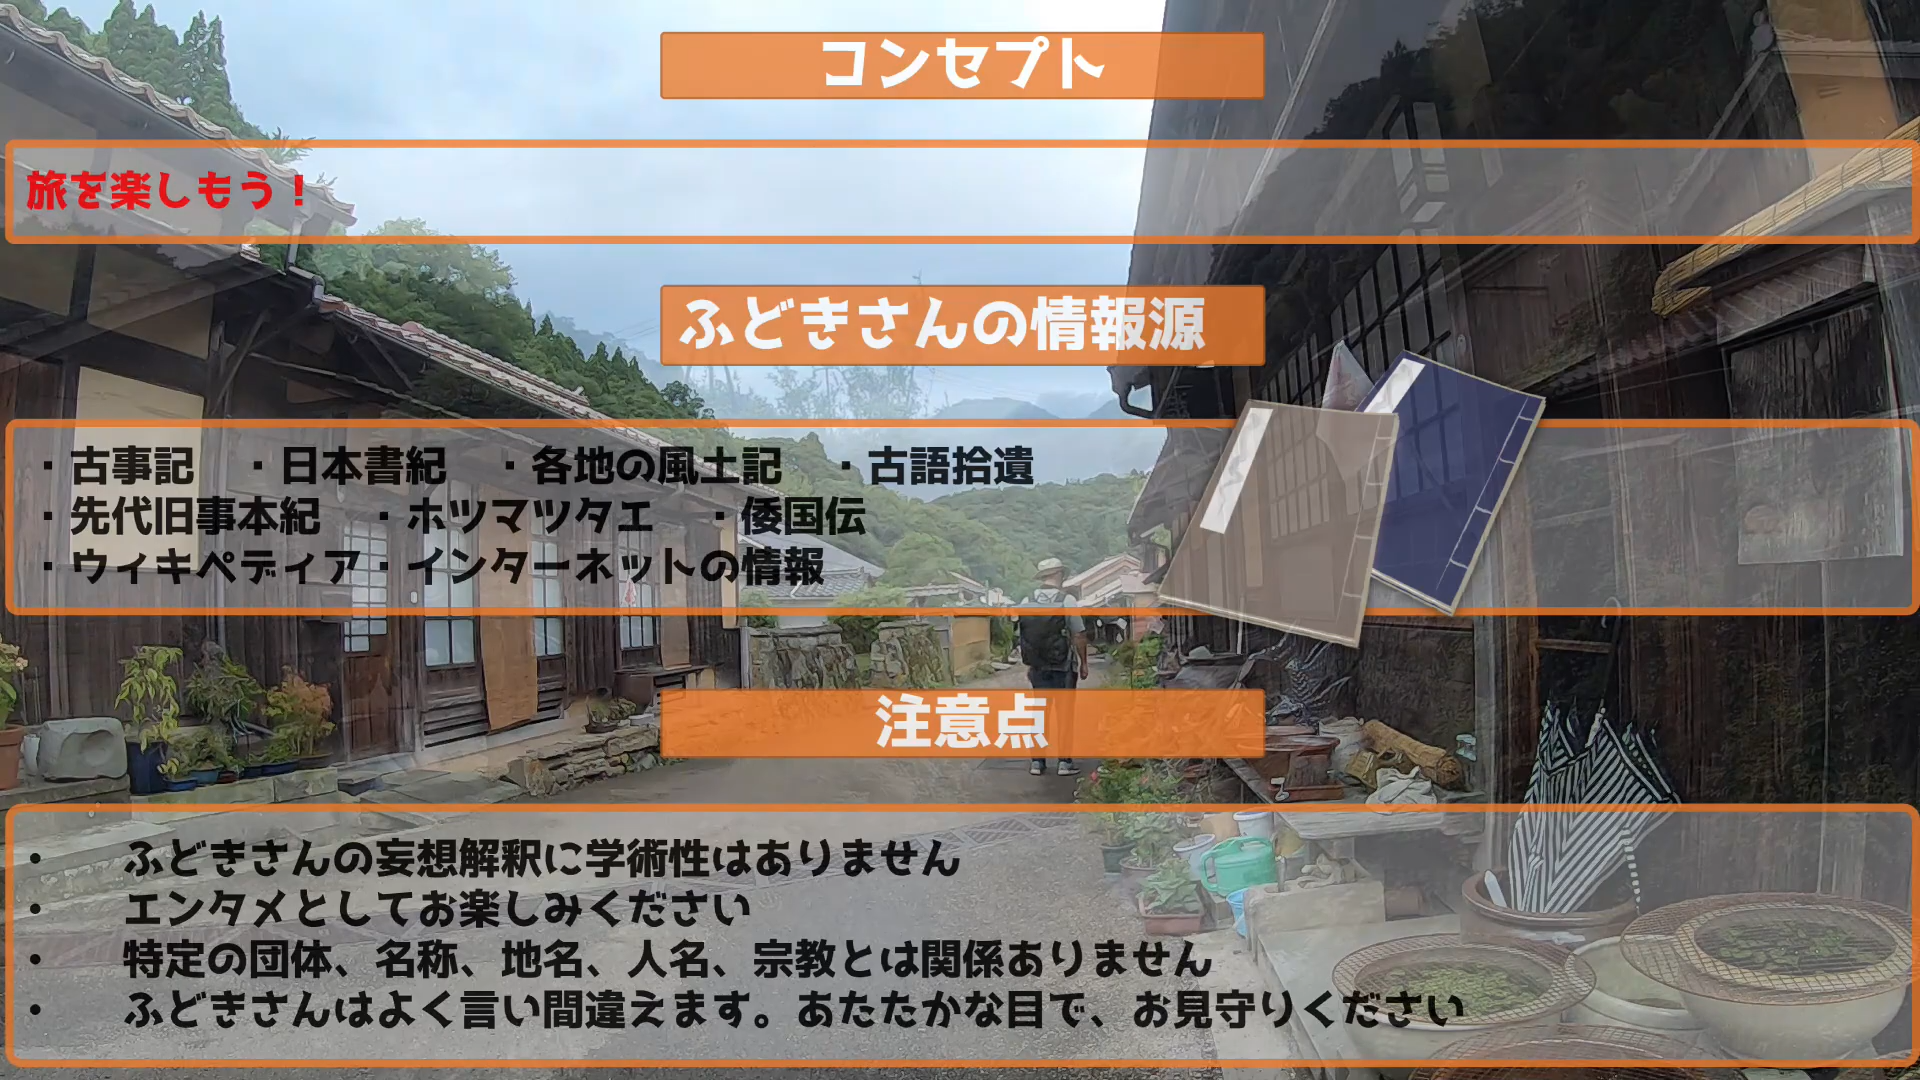 コンセプト
旅を楽しもう！
ふどきさんの情報源
・古事記　・日本書紀　・各地の風土記　・古語拾遺
・先代旧事本紀　・ホツマツタエ　・倭国伝
・ウィキペディア・インターネットの情報
注意点
・ ふどきさんの妄想解釈に学術性はありません
・ エンタメとしてお楽しみください
・ 特定の団体、名称、地名、人名、宗教とは関係ありません
・ ふどきさんはよく言い間違えます。あたたかな目で、お見守りください